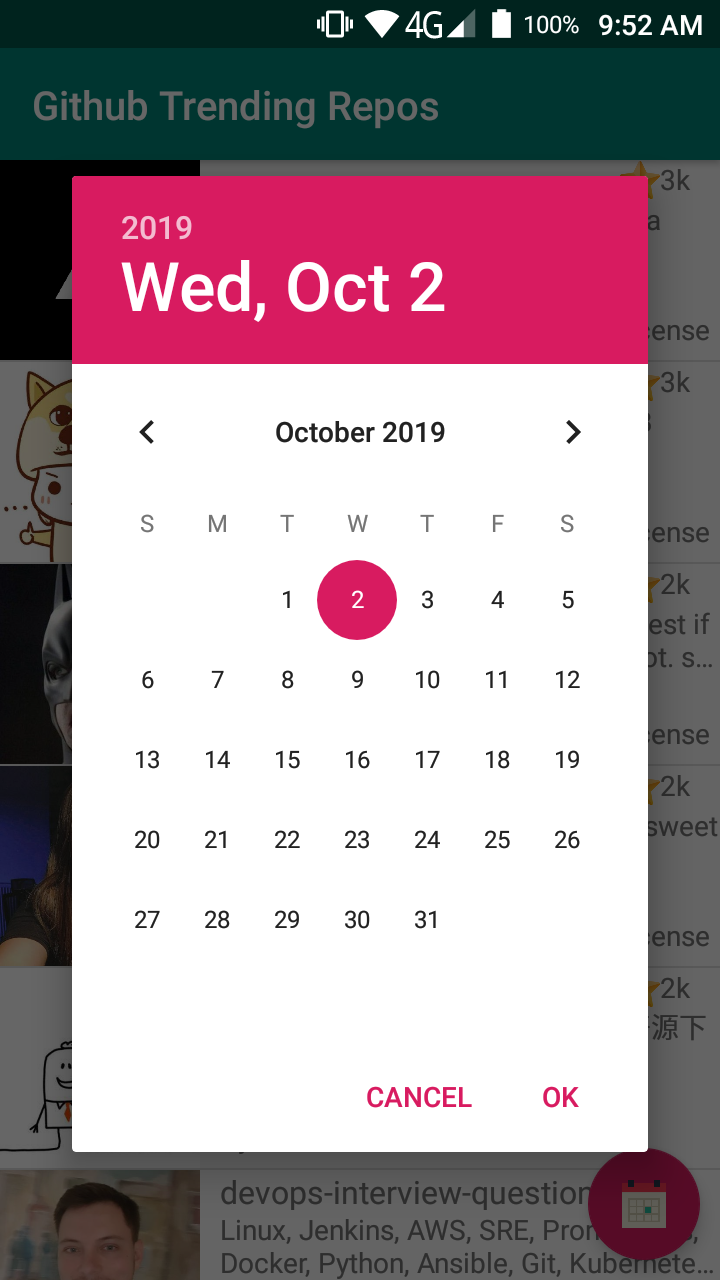 4G 100% 9:52 AM
Github Trending Repos
3k
a
cense
3k
cense
2k
est if
ot. s…
cense
2k
sweet
cense
2k
源下
2019
Wed, Oct 2
October 2019
S M T W T F S
1 2 3 4 5
6 7 8 9 10 11 12
13 14 15 16 17 18 19
20 21 22 23 24 25 26
27 28 29 30 31
CANCEL OK
devops-interview-question
Linux, Jenkins, AWS, SRE,
Docker, Python, Ansible, Git, Kubernete…